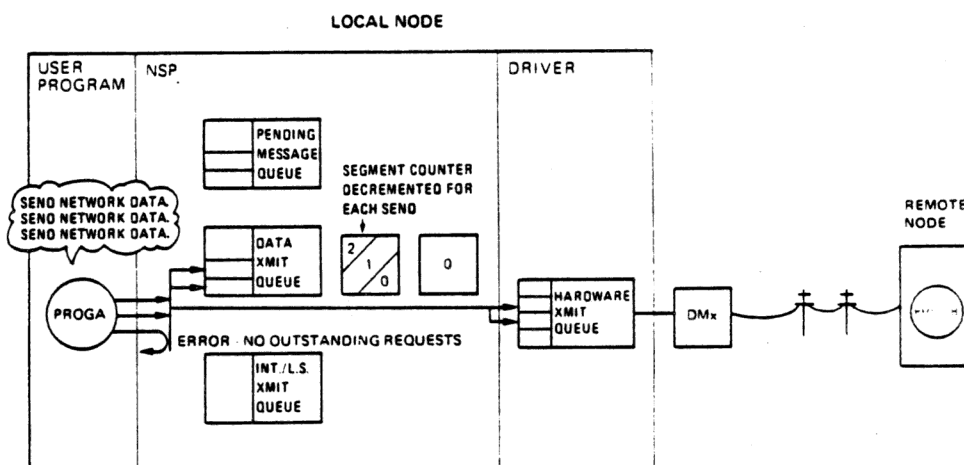 LOCAL NODE
USER
PROGRAM
NSP
DRIVER
PENDING
MESSAGE
QUEUE
SEGMENT COUNTER
DECREMENTED FOR
EACH SEND
SEND NETWORK DATA.
SEND NETWORK DATA.
SEND NETWORK DATA.
REMOTE
NODE
DATA
XMIT
QUEUE
2
1
0
0
PROGA
HARDWARE
XMIT
QUEUE
DMx
ERROR - NO OUTSTANDING REQUESTS
INT./L.S.
XMIT
QUEUE